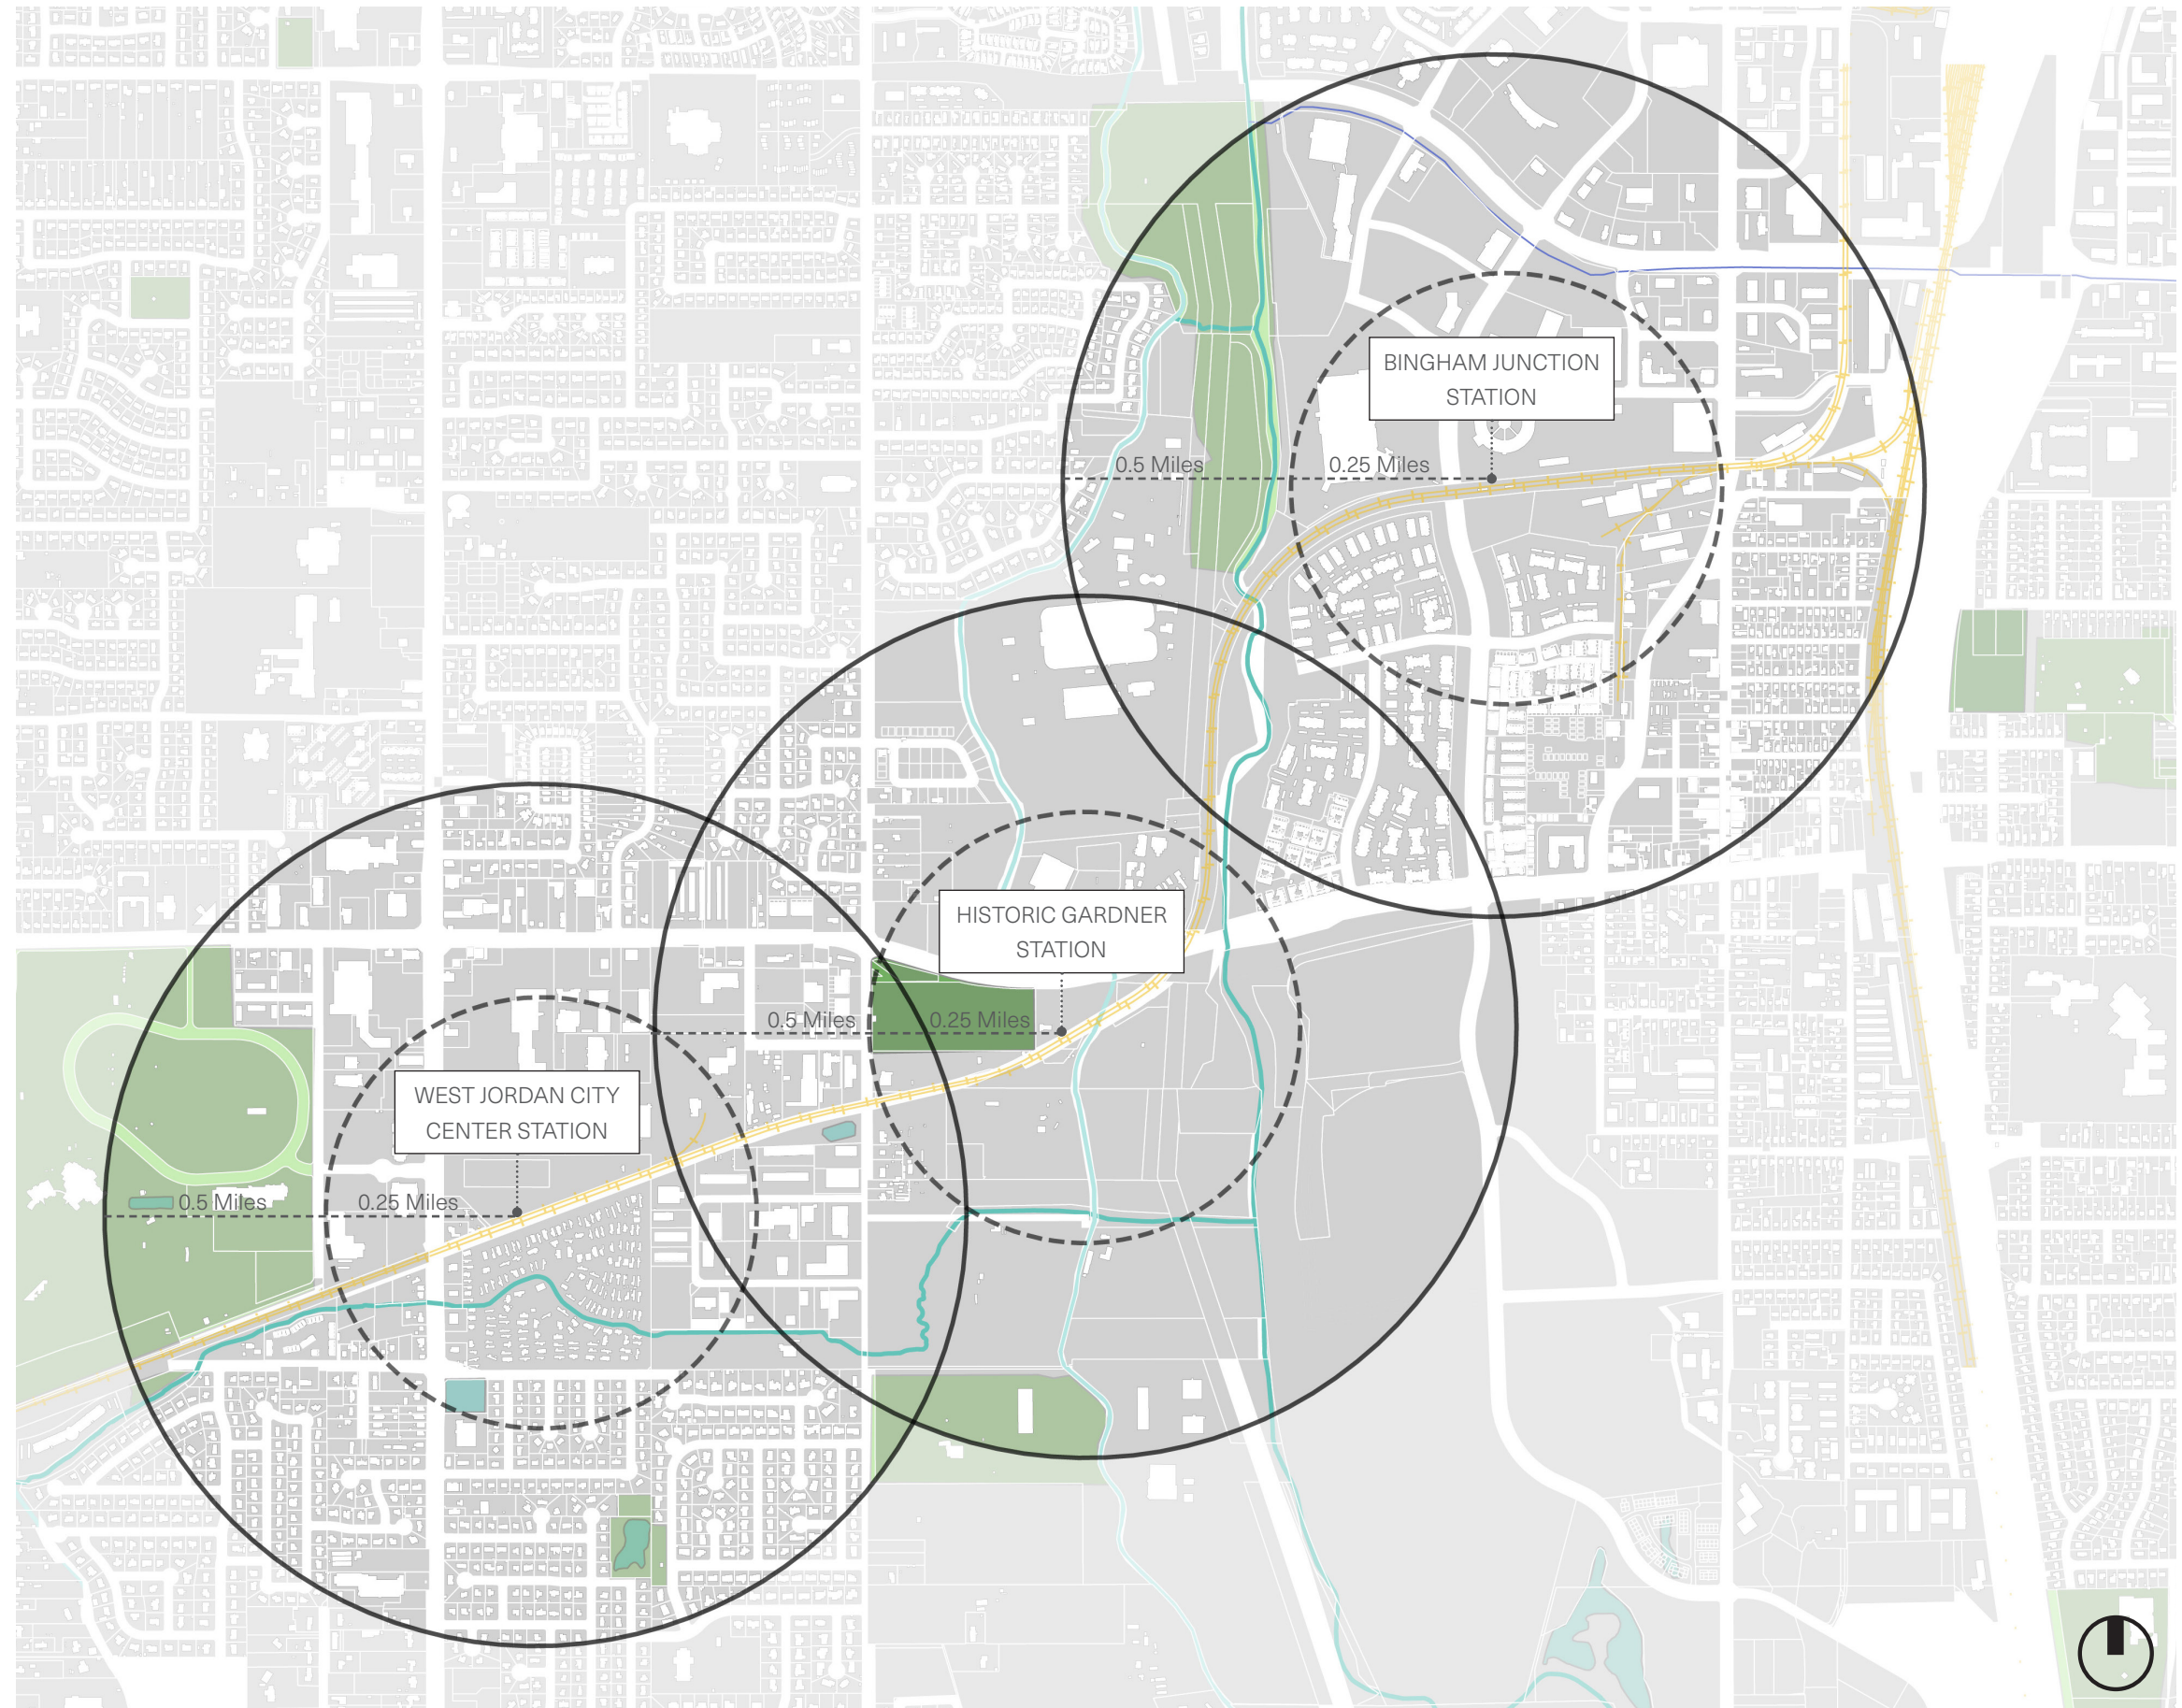 BINGHAM JUNCTION
STATION
0.5 Miles
0.25 Miles
HISTORIC GARDNER
STATION
0.5 Miles
0.25 Miles
WEST JORDAN CITY
CENTER STATION
0.5 Miles
0.25 Miles